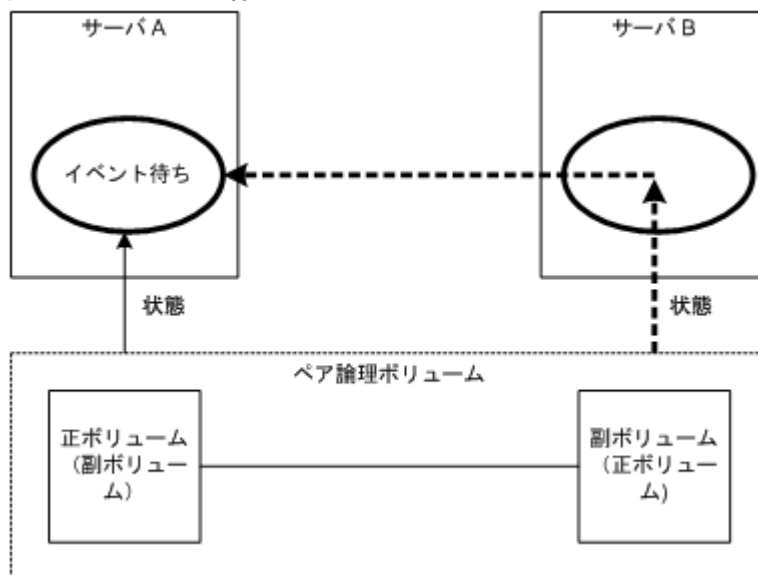 サーバA
サーバB
イベント待ち
状態
状態
ペア論理ボリューム
正ボリューム
（副ボリュー
ム）
副ボリューム
（正ボリュー
ム)